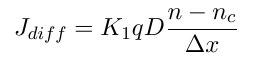 $J_{diff} = K_1 q D \frac{n - n_c}{\Delta x}$